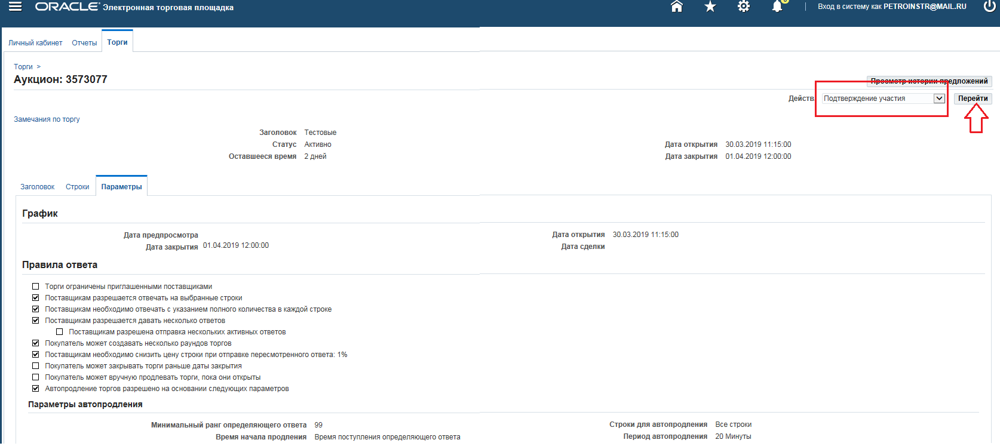 ORACLE Электронная торговая площадка
0
Вход в систему как PETROINSTR@MAIL.RU
Личный кабинет Отчеты Торги
Торги >
Аукцион: 3573077
Просмотр истории предложений
Действ. Подтверждение участия Перейти
Замечания по торгу
Заголовок Тестовые
Статус Активно Дата открытия 30.03.2019 11:15:00
Оставшееся время 2 дней Дата закрытия 01.04.2019 12:00:00
Заголовок Строки Параметры
График
Дата предпросмотра Дата открытия 30.03.2019 11:15:00
Дата закрытия 01.04.2019 12:00:00 Дата сделки
Правила ответа
Торги ограничены приглашенными поставщиками
Поставщикам разрешается отвечать на выбранные строки
Поставщикам необходимо отвечать с указанием полного количества в каждой строке
Поставщикам разрешается давать несколько ответов
Поставщикам разрешена отправка нескольких активных ответов
Покупатель может создавать несколько раундов торгов
Поставщикам необходимо снизить цену строки при отправке пересмотренного ответа: 1%
Покупатель может закрывать торги раньше даты закрытия
Покупатель может вручную продлевать торги, пока они открыты
Автопродление торгов разрешено на основании следующих параметров
Параметры автопродления
Минимальный ранг определяющего ответа 99 Строки для автопродления Все строки
Время начала продления Время поступления определяющего ответа Период автопродления 20 Минуты